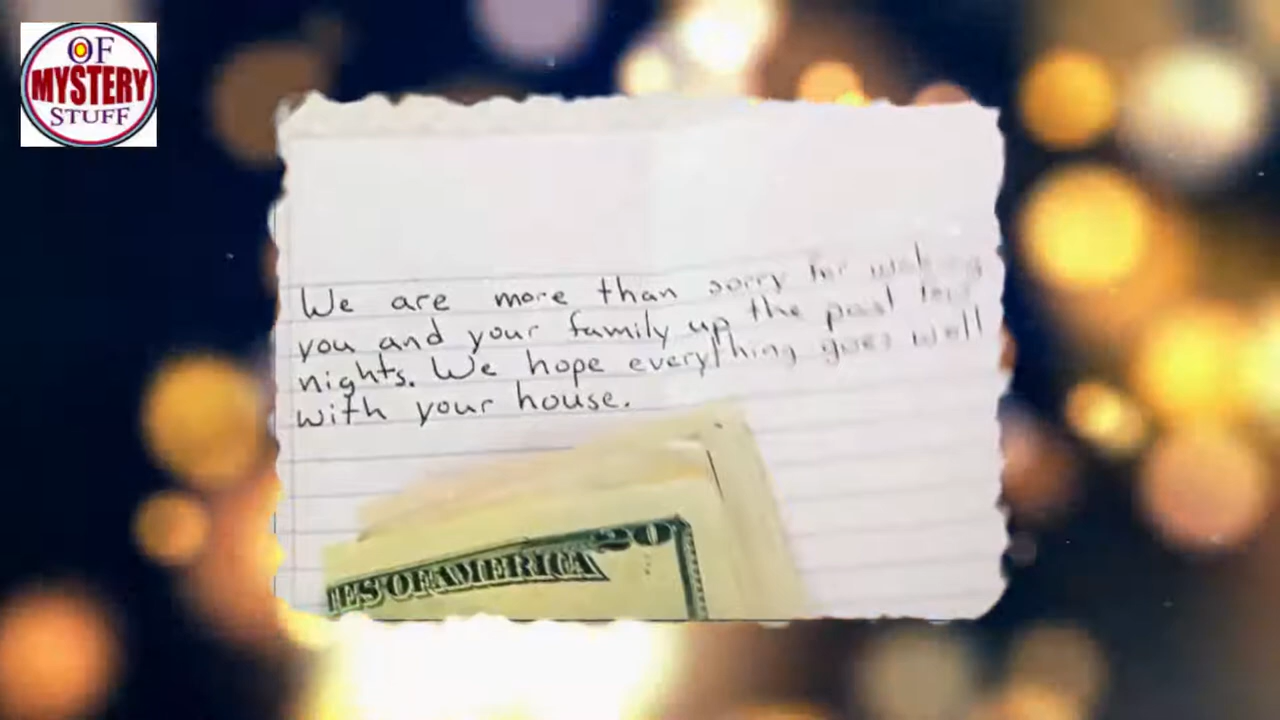 OF
MYSTERY
STUFF
We are more than sorry for waking
you and your family up the past few
nights. We hope everything goes well
with your house.
20
TES OF AMERICA